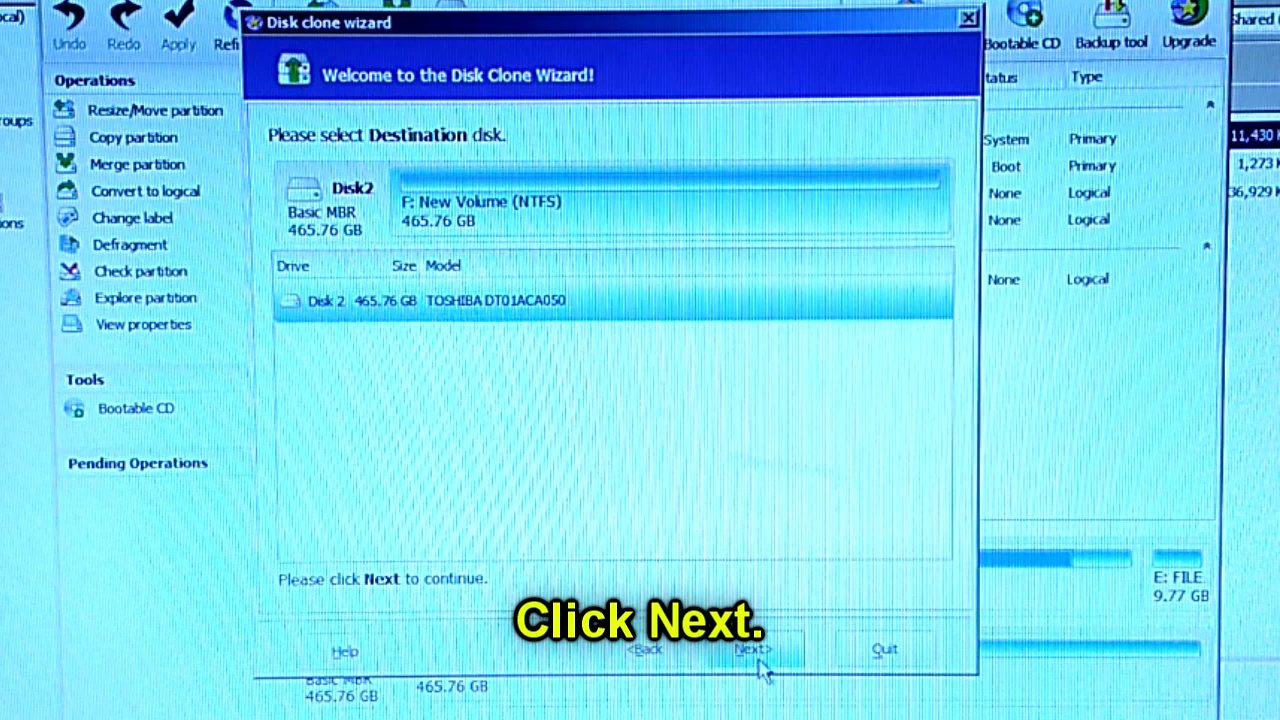 Disk clone wizard
Undo
Redo
Apply
Bootable CD
Backup tool
Upgrade
Operations
Resize/Move partition
Copy partition
Merge partition
Convert to logical
Change label
Defragment
Check partition
Explore partition
View properties
Tools
Bootable CD
Pending Operations
Welcome to the Disk Clone Wizard!
Please select Destination disk.
Disk2
Basic MBR
465.76 GB
F: New Volume (NTFS)
465.76 GB
Drive Size Model
Disk 2 465.76 GB TOSHIBA DT01ACA050
Please click Next to continue.
Click Next.
Help
<Back
Next>
Quit
Type
System Primary
Boot Primary
None Logical
None Logical
None Logical
E: FILE
9.77 GB
465.76 GB
465.76 GB
11,430
1,273
36,929